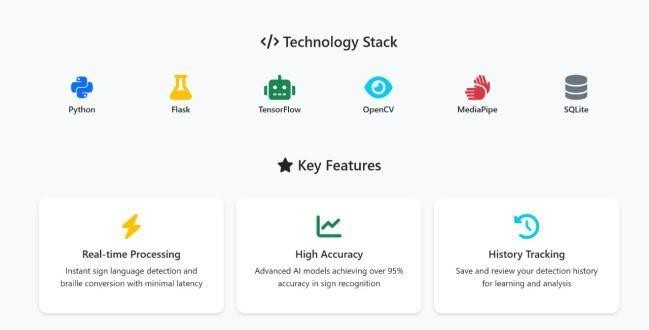 </> Technology Stack
Python
Flask
TensorFlow
OpenCV
MediaPipe
SQLite
Key Features
Real-time Processing
Instant sign language detection and
braille conversion with minimal latency
High Accuracy
Advanced AI models achieving over 95%
accuracy in sign recognition
History Tracking
Save and review your detection history
for learning and analysis